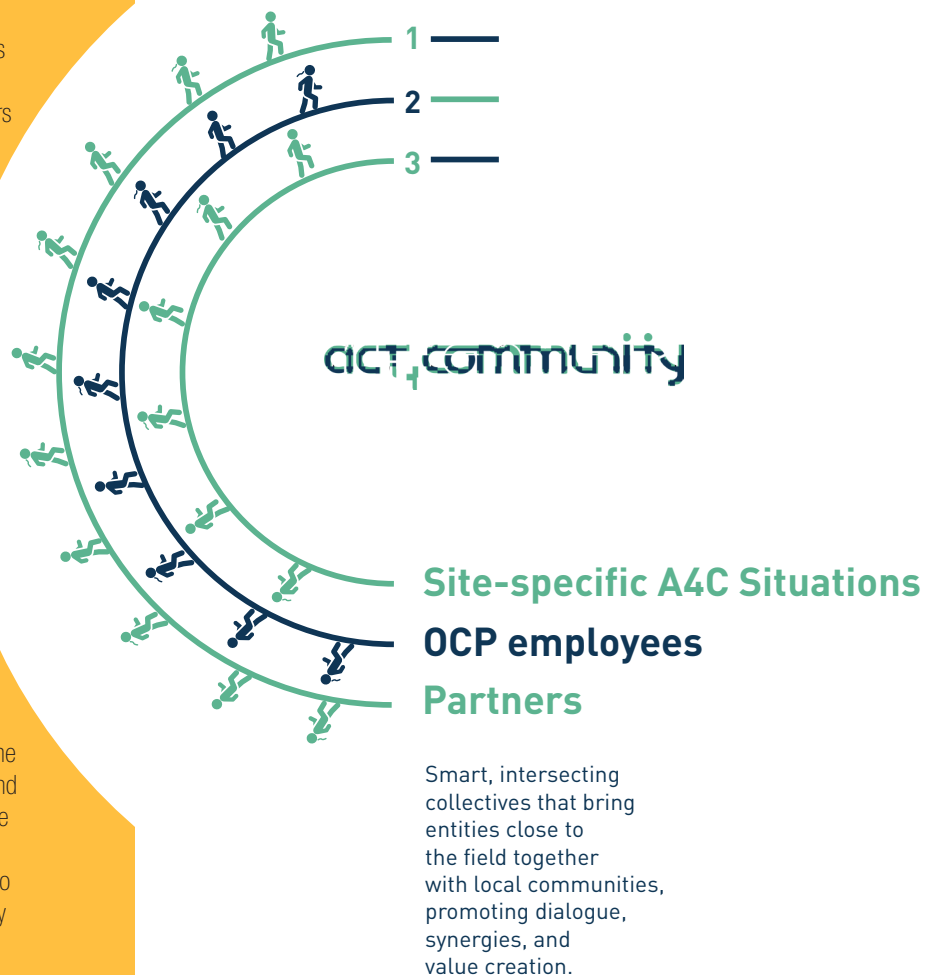 1
2
3
act4community
Site-specific A4C Situations
OCP employees
Partners
Smart, intersecting
collectives that bring
entities close to
the field together
with local communities,
promoting dialogue,
synergies, and
value creation.